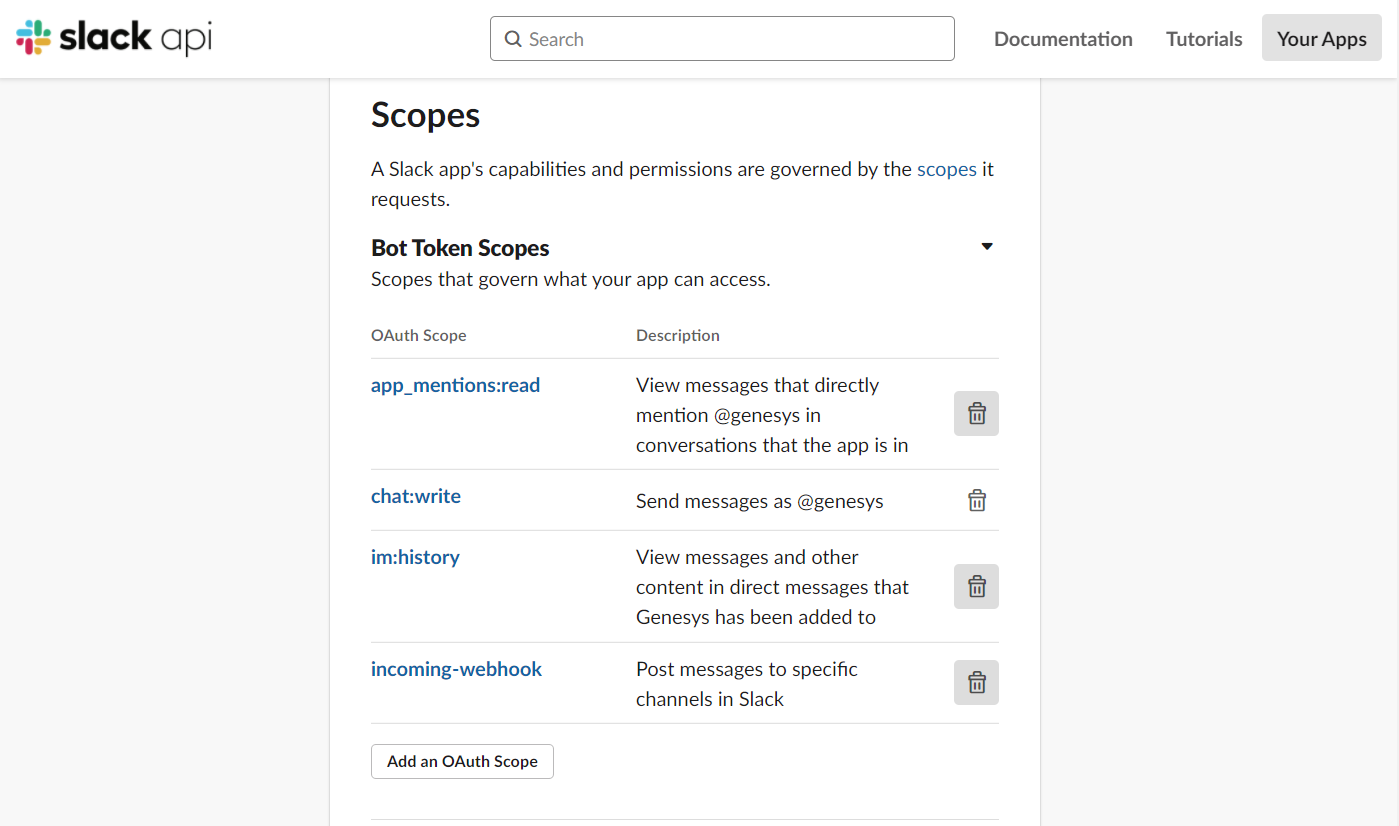 slack api
Search
Documentation
Tutorials
Your Apps
Scopes
A Slack app's capabilities and permissions are governed by the scopes it
requests.
Bot Token Scopes
Scopes that govern what your app can access.
OAuth Scope
Description
app_mentions:read
View messages that directly
mention @genesys in
conversations that the app is in
chat:write
Send messages as @genesys
im:history
View messages and other
content in direct messages that
Genesys has been added to
incoming-webhook
Post messages to specific
channels in Slack
Add an OAuth Scope